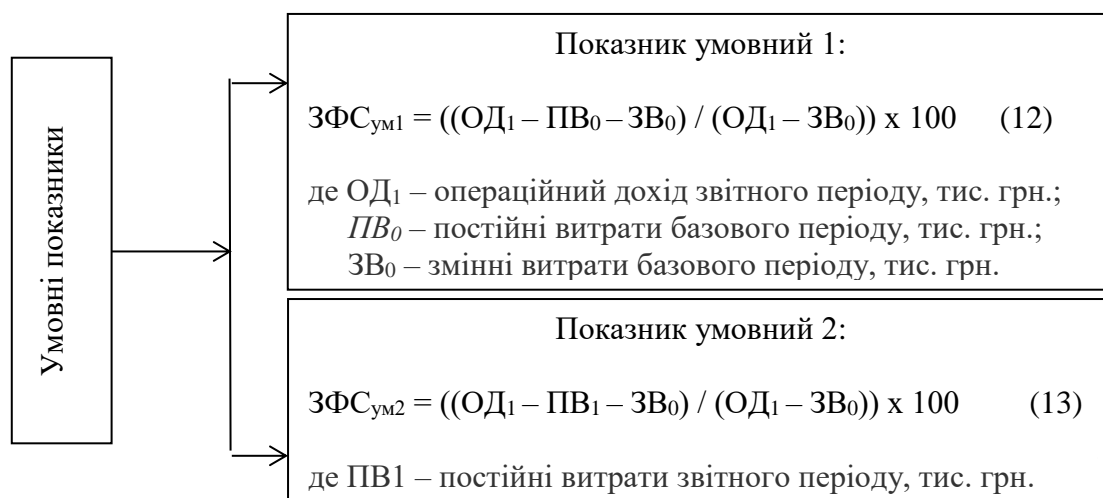 Умовні показники
Показник умовний 1:
ЗФСум1 = ((ОД1 – ПВ0 – ЗВ0) / (ОД1 – ЗВ0)) х 100 (12)
де ОД1 – операційний дохід звітного періоду, тис. грн.;
ПВ0 – постійні витрати базового періоду, тис. грн.;
ЗВ0 – змінні витрати базового періоду, тис. грн.
Показник умовний 2:
ЗФСум2 = ((ОД1 – ПВ1 – ЗВ0) / (ОД1 – ЗВ0)) х 100 (13)
де ПВ1 – постійні витрати звітного періоду, тис. грн.